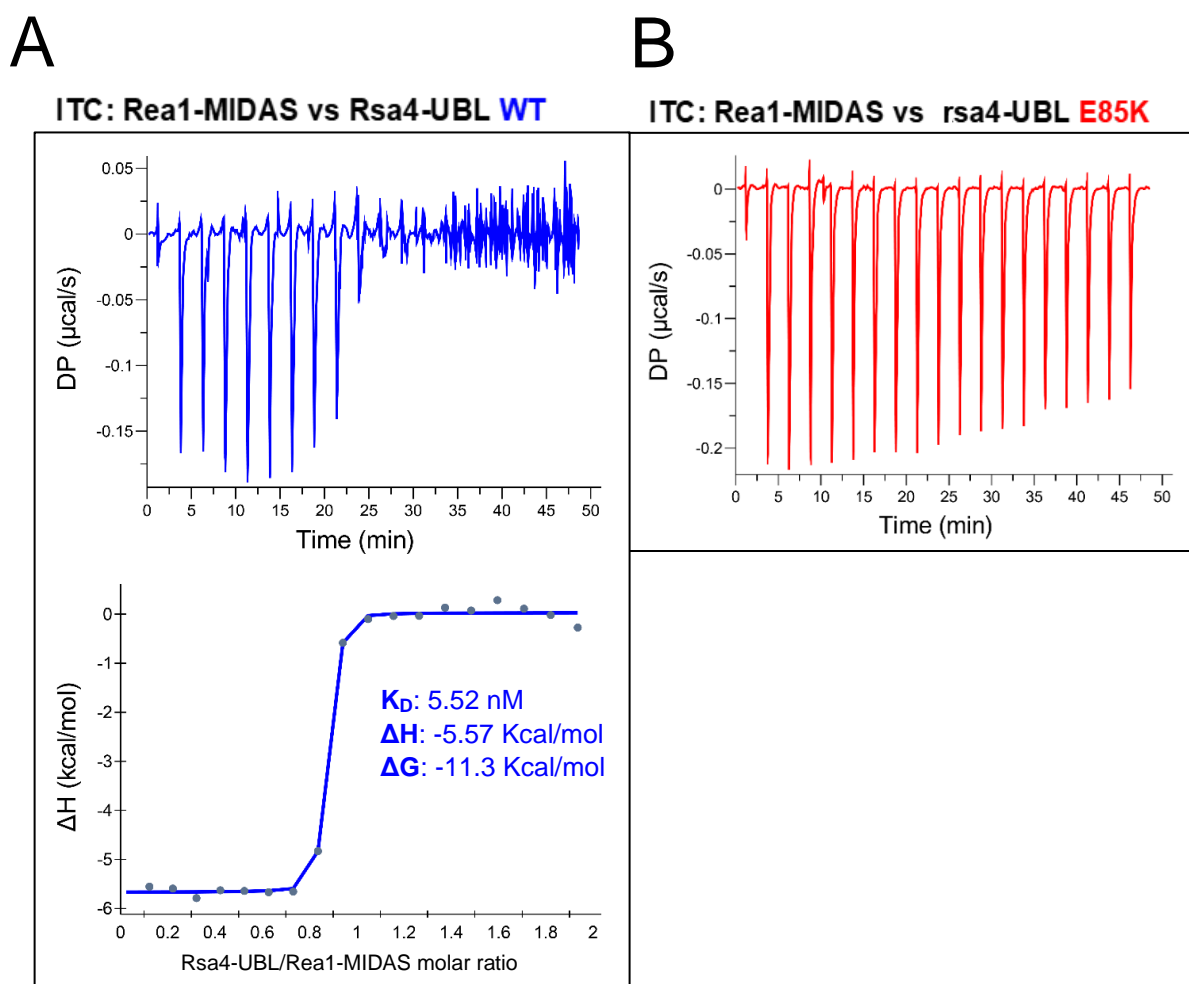 A
ITC: Rea1-MIDAS vs Rsa4-UBL WT
0.05
0
-0.05
-0.1
-0.15
DP (µcal/s)
0 5 10 15 20 25 30 35 40 45 50
Time (min)
0
-1
-2
-3
-4
-5
-6
ΔH (kcal/mol)
K_D: 5.52 nM
ΔH: -5.57 Kcal/mol
ΔG: -11.3 Kcal/mol
0 0.2 0.4 0.6 0.8 1 1.2 1.4 1.6 1.8 2
Rsa4-UBL/Rea1-MIDAS molar ratio
B
ITC: Rea1-MIDAS vs rsa4-UBL E85K
0
-0.05
-0.1
-0.15
-0.2
DP (µcal/s)
0 5 10 15 20 25 30 35 40 45 50
Time (min)